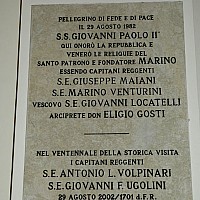 PELLEGRINO DI FEDE E DI PACE
IL 29 AGOSTO 1982
S.S. GIOVANNI PAOLO II°
QUI ONORÒ LA REPUBBLICA E
VENERÒ LE RELIQUIE DEL
SANTO PATRONO E FONDATORE MARINO
ESSENDO CAPITANI REGGENTI
S.E. GIUSEPPE MAIANI
S.E. MARINO VENTURINI
VESCOVO S.E. GIOVANNI LOCATELLI
ARCIPRETE DON ELIGIO GOSTI
NEL VENTENNALE DELLA STORICA VISITA
I CAPITANI REGGENTI
S.E. ANTONIO L. VOLPINARI
S.E. GIOVANNI F. UGOLINI
29 AGOSTO 2002/1701 d.F.R.